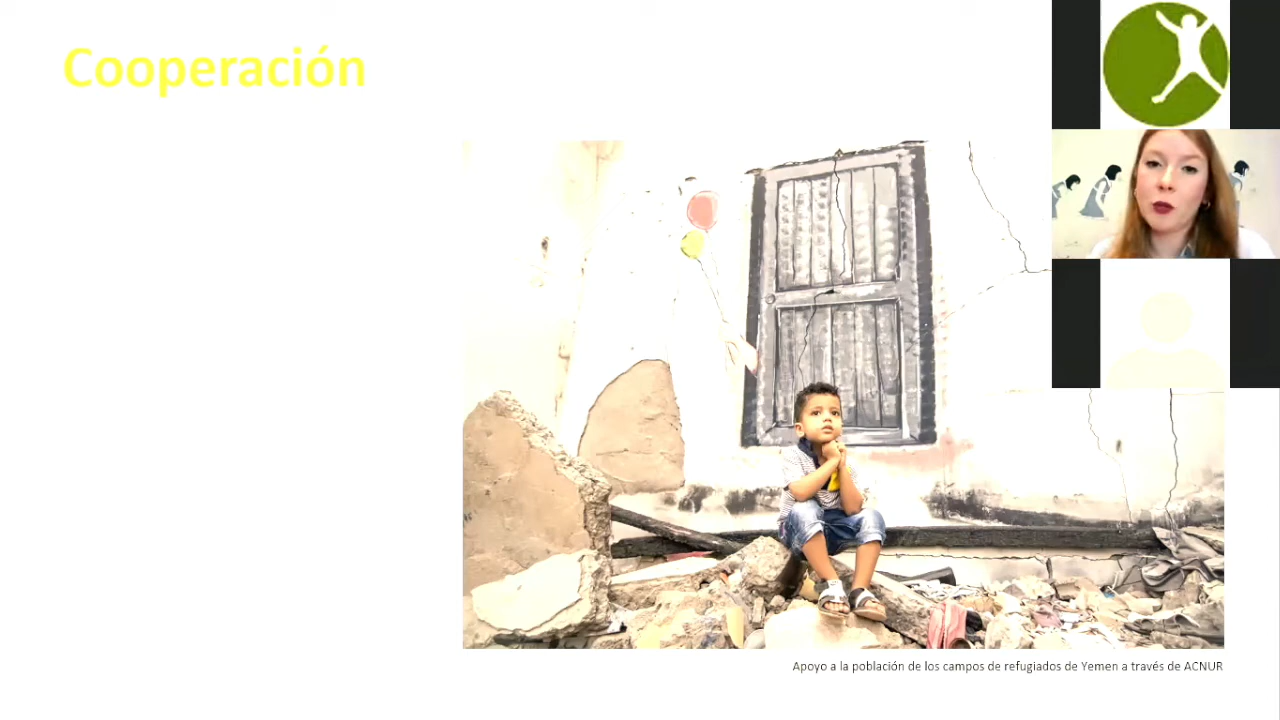 Cooperación
Apoyo a la población de los campos de refugiados de Yemen a través de ACNUR